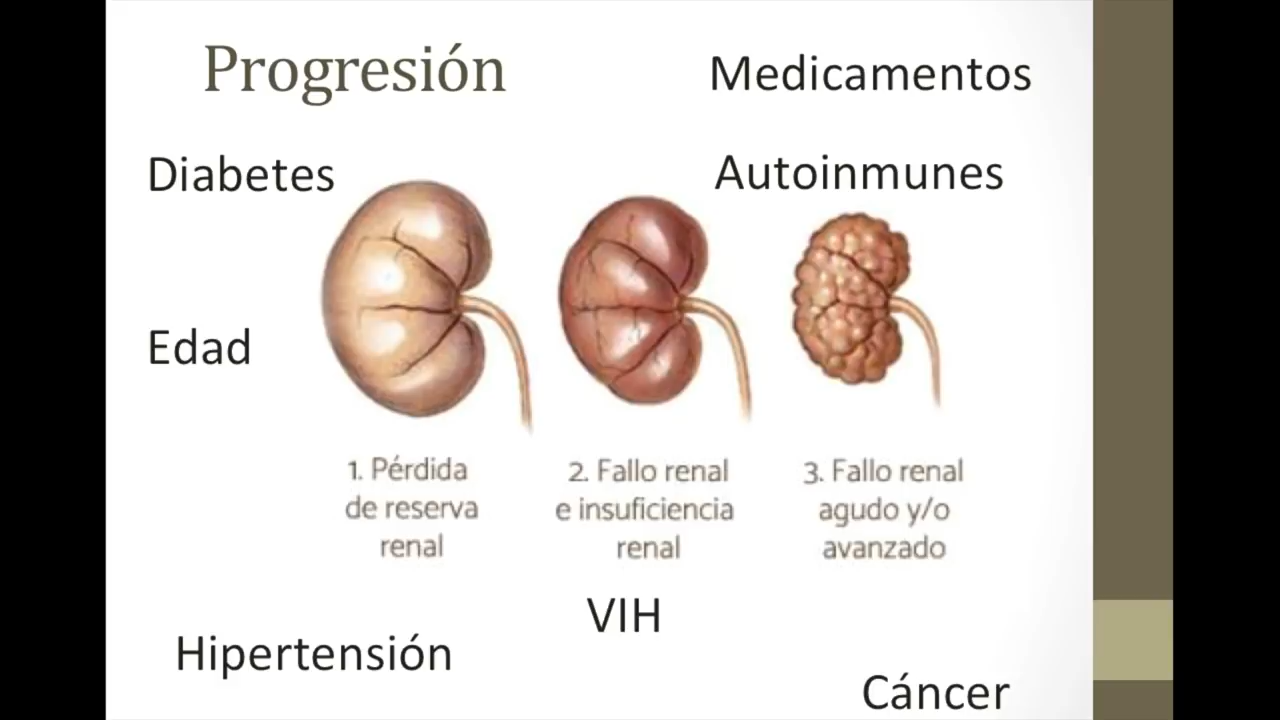 Progresión
Medicamentos
Diabetes
Autoinmunes
Edad
1. Pérdida
de reserva
renal
2. Fallo renal
e insuficiencia
renal
3. Fallo renal
agudo y/o
avanzado
VIH
Hipertensión
Cáncer